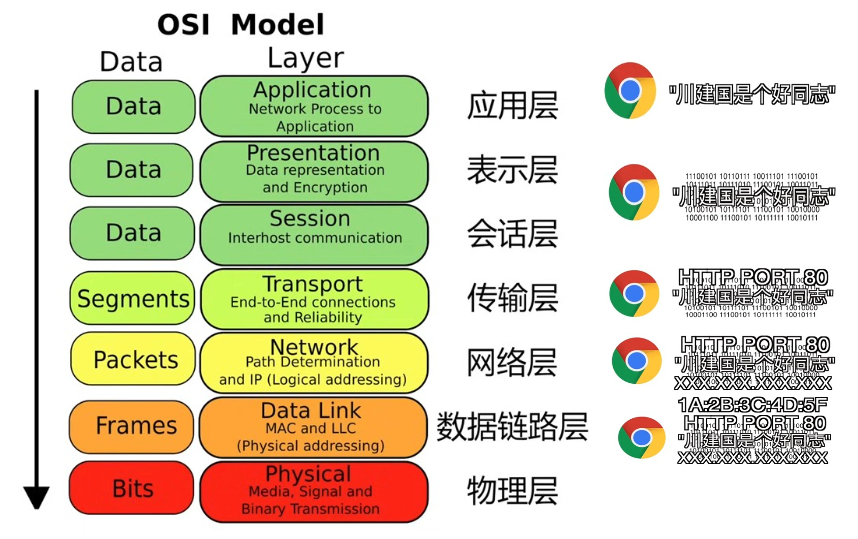 OSI Model
Data
Layer
Data
Application
Network Process to
Application
应用层
"川建国是个好同志"
Data
Presentation
Data representation
and Encryption
表示层
"川建国是个好同志"
10001100 11100101 10111111 10010111
Data
Session
Interhost communication
会话层
Segments
Transport
End-to-End connections
and Reliability
传输层
HTTP PORT 80
"川建国是个好同志"
10001100 11100101 10111111 10010111
Packets
Network
Path Determination
and IP (Logical addressing)
网络层
HTTP PORT 80
"川建国是个好同志"
XXX.XXX.XXX.XXX
Frames
Data Link
MAC and LLC
(Physical addressing)
数据链路层
1A:2B:3C:4D:5F
HTTP PORT 80
"川建国是个好同志"
XXX.XXX.XXX.XXX
Bits
Physical
Media, Signal and
Binary Transmission
物理层